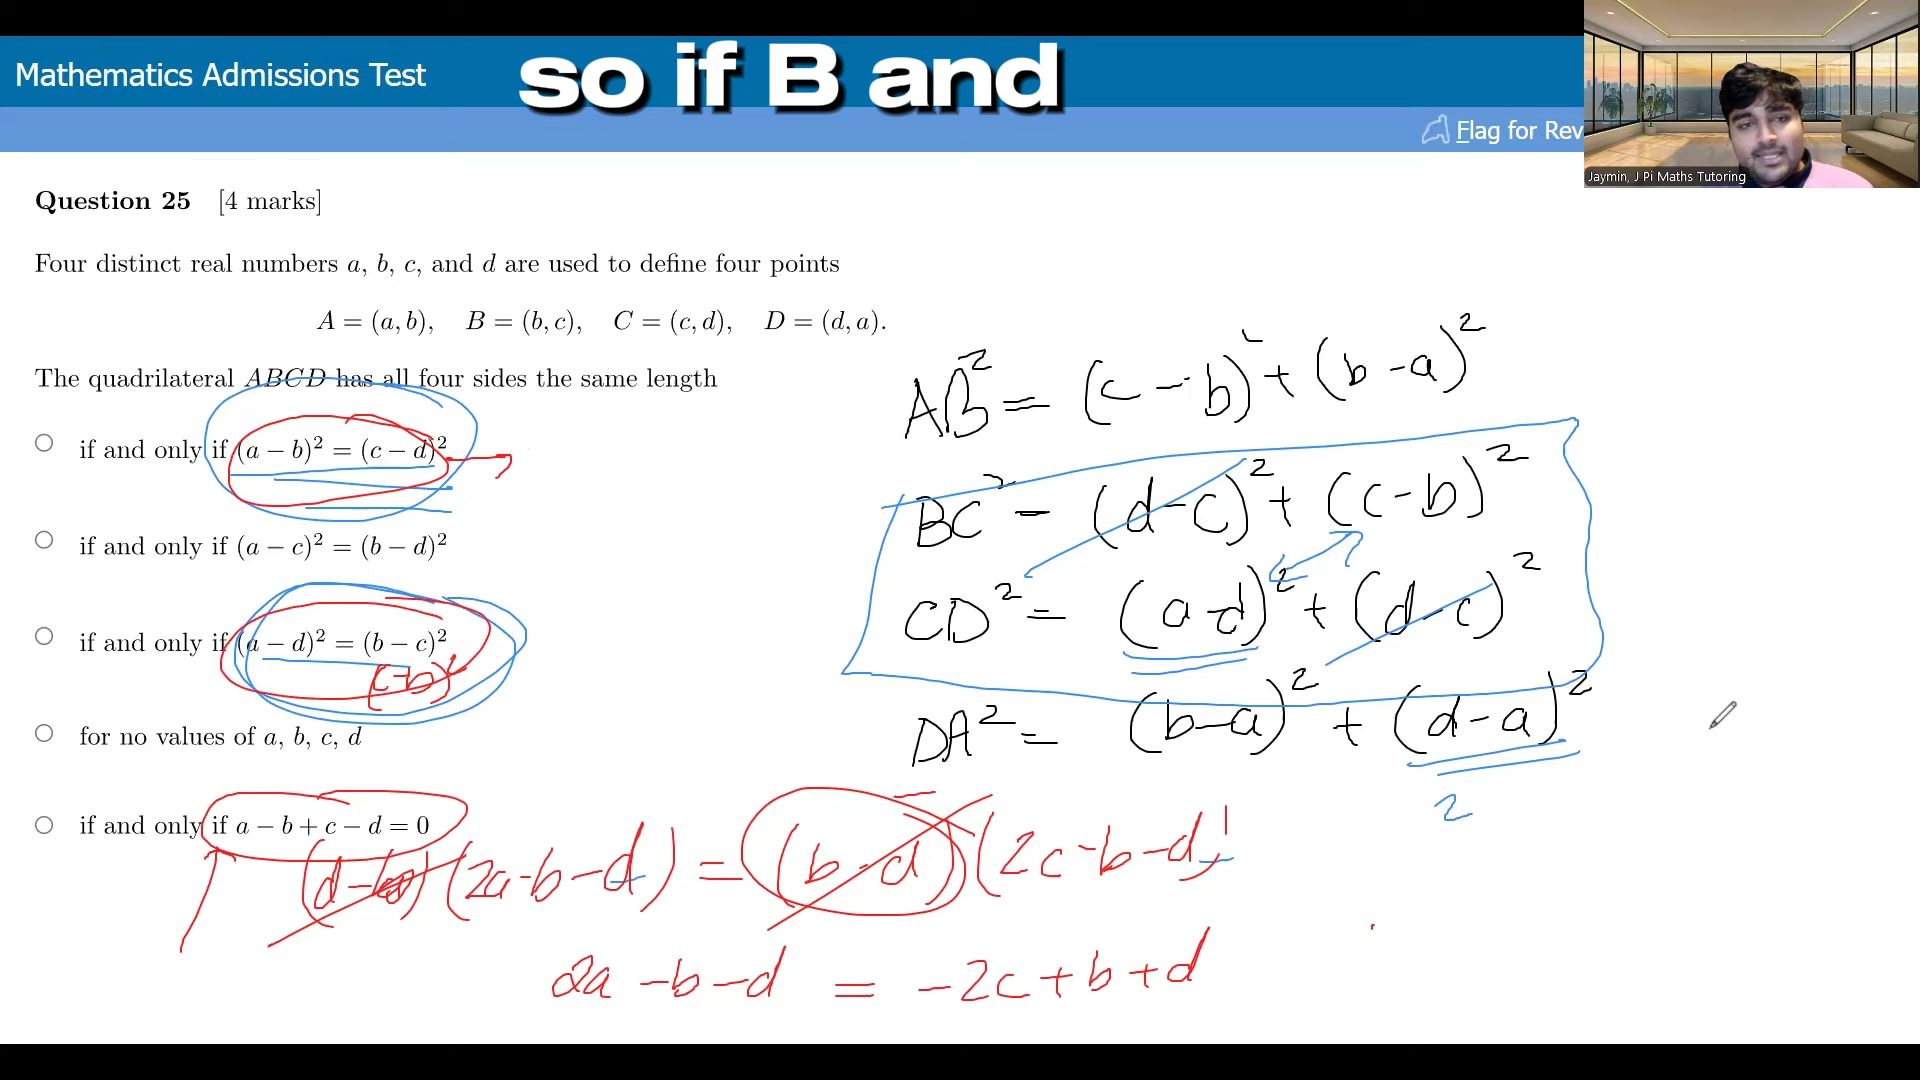 so if B and
Mathematics Admissions Test
Flag for Rev
Jaymin, J Pi Maths Tutoring
Question 25 [4 marks]
Four distinct real numbers a, b, c, and d are used to define four points
A = (a, b), B = (b, c), C = (c, d), D = (d, a).
The quadrilateral ABCD has all four sides the same length
if and only if (a − b)² = (c − d)²
if and only if (a − c)² = (b − d)²
if and only if (a − d)² = (b − c)²
(c-b)²
for no values of a, b, c, d
if and only if a − b + c − d = 0
AB² = (c - b)² + (b - a)²
BC² - (d - c)² + (c - b)²
CD² = (a - d)² + (d - c)²
DA² = (b - a)² + (d - a)²
2
(2a - b - d) = (b - d) (2c - b - d)
2a - b - d = - 2c + b + d